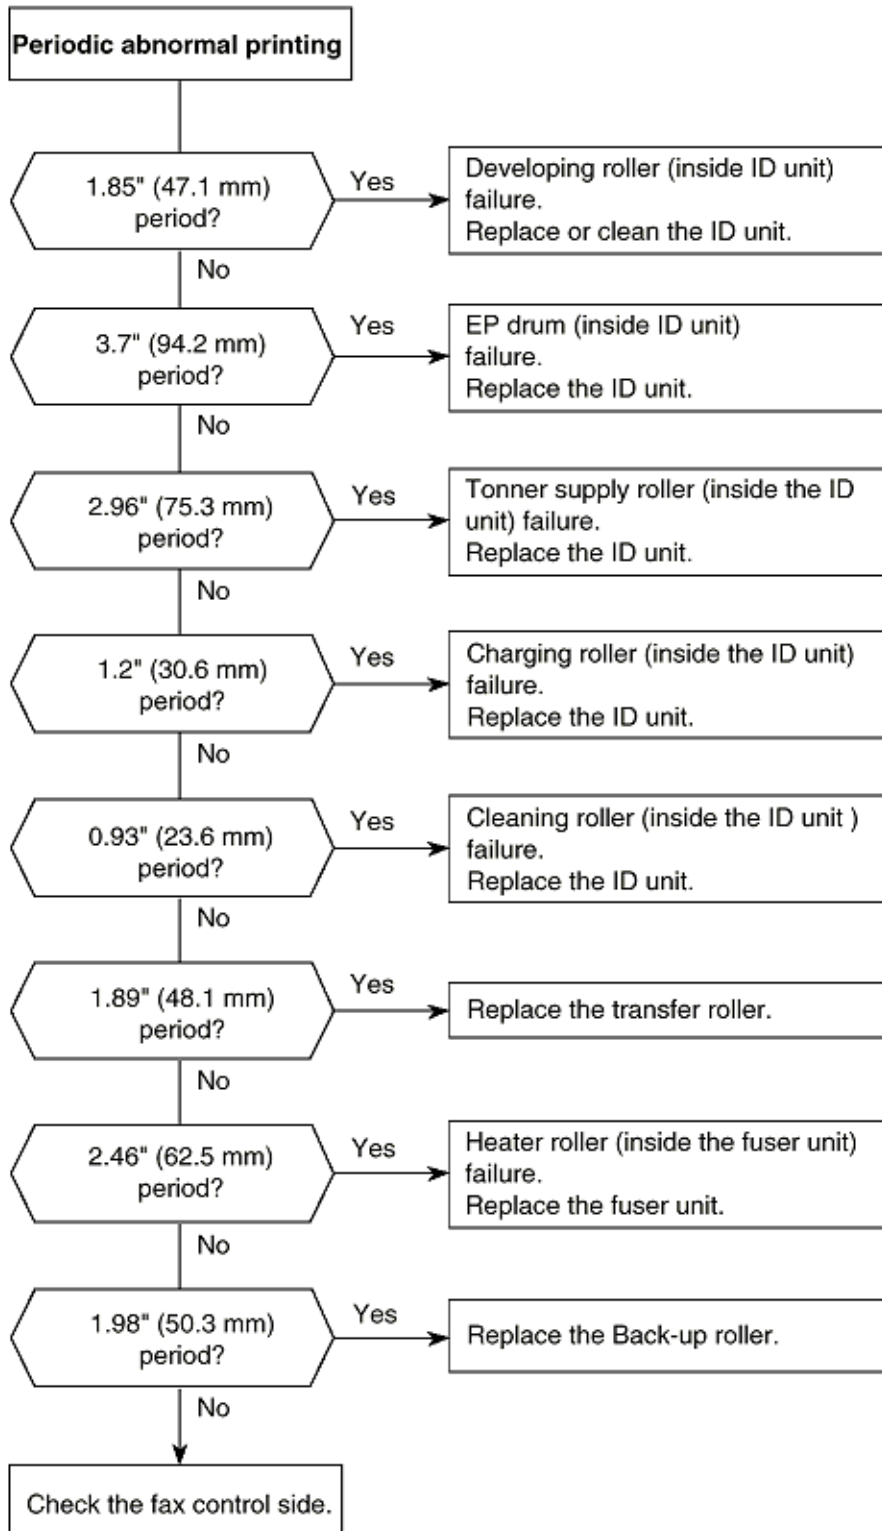 Periodic abnormal printing
1.85" (47.1 mm)
period?
Yes
Developing roller (inside ID unit)
failure.
Replace or clean the ID unit.
No
3.7" (94.2 mm)
period?
Yes
EP drum (inside ID unit)
failure.
Replace the ID unit.
No
2.96" (75.3 mm)
period?
Yes
Tonner supply roller (inside the ID
unit) failure.
Replace the ID unit.
No
1.2" (30.6 mm)
period?
Yes
Charging roller (inside the ID unit)
failure.
Replace the ID unit.
No
0.93" (23.6 mm)
period?
Yes
Cleaning roller (inside the ID unit )
failure.
Replace the ID unit.
No
1.89" (48.1 mm)
period?
Yes
Replace the transfer roller.
No
2.46" (62.5 mm)
period?
Yes
Heater roller (inside the fuser unit)
failure.
Replace the fuser unit.
No
1.98" (50.3 mm)
period?
Yes
Replace the Back-up roller.
No
Check the fax control side.